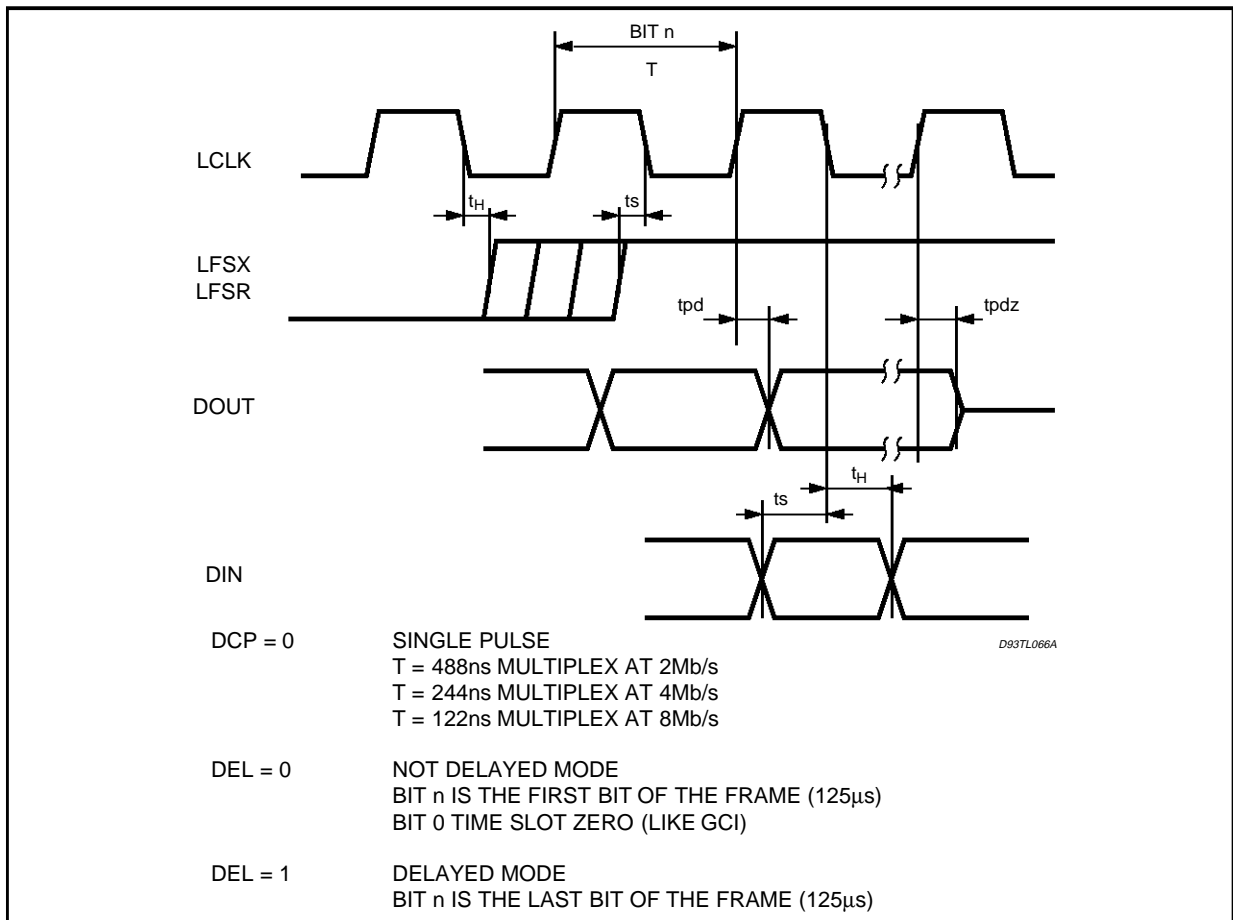 BIT n
T
LCLK
tH ts
LFSX
LFSR
tpd tpdz
DOUT
tH
ts
DIN
DCP = 0 SINGLE PULSE D93TL066A
T = 488ns MULTIPLEX AT 2Mb/s
T = 244ns MULTIPLEX AT 4Mb/s
T = 122ns MULTIPLEX AT 8Mb/s
DEL = 0 NOT DELAYED MODE
BIT n IS THE FIRST BIT OF THE FRAME (125μs)
BIT 0 TIME SLOT ZERO (LIKE GCI)
DEL = 1 DELAYED MODE
BIT n IS THE LAST BIT OF THE FRAME (125μs)